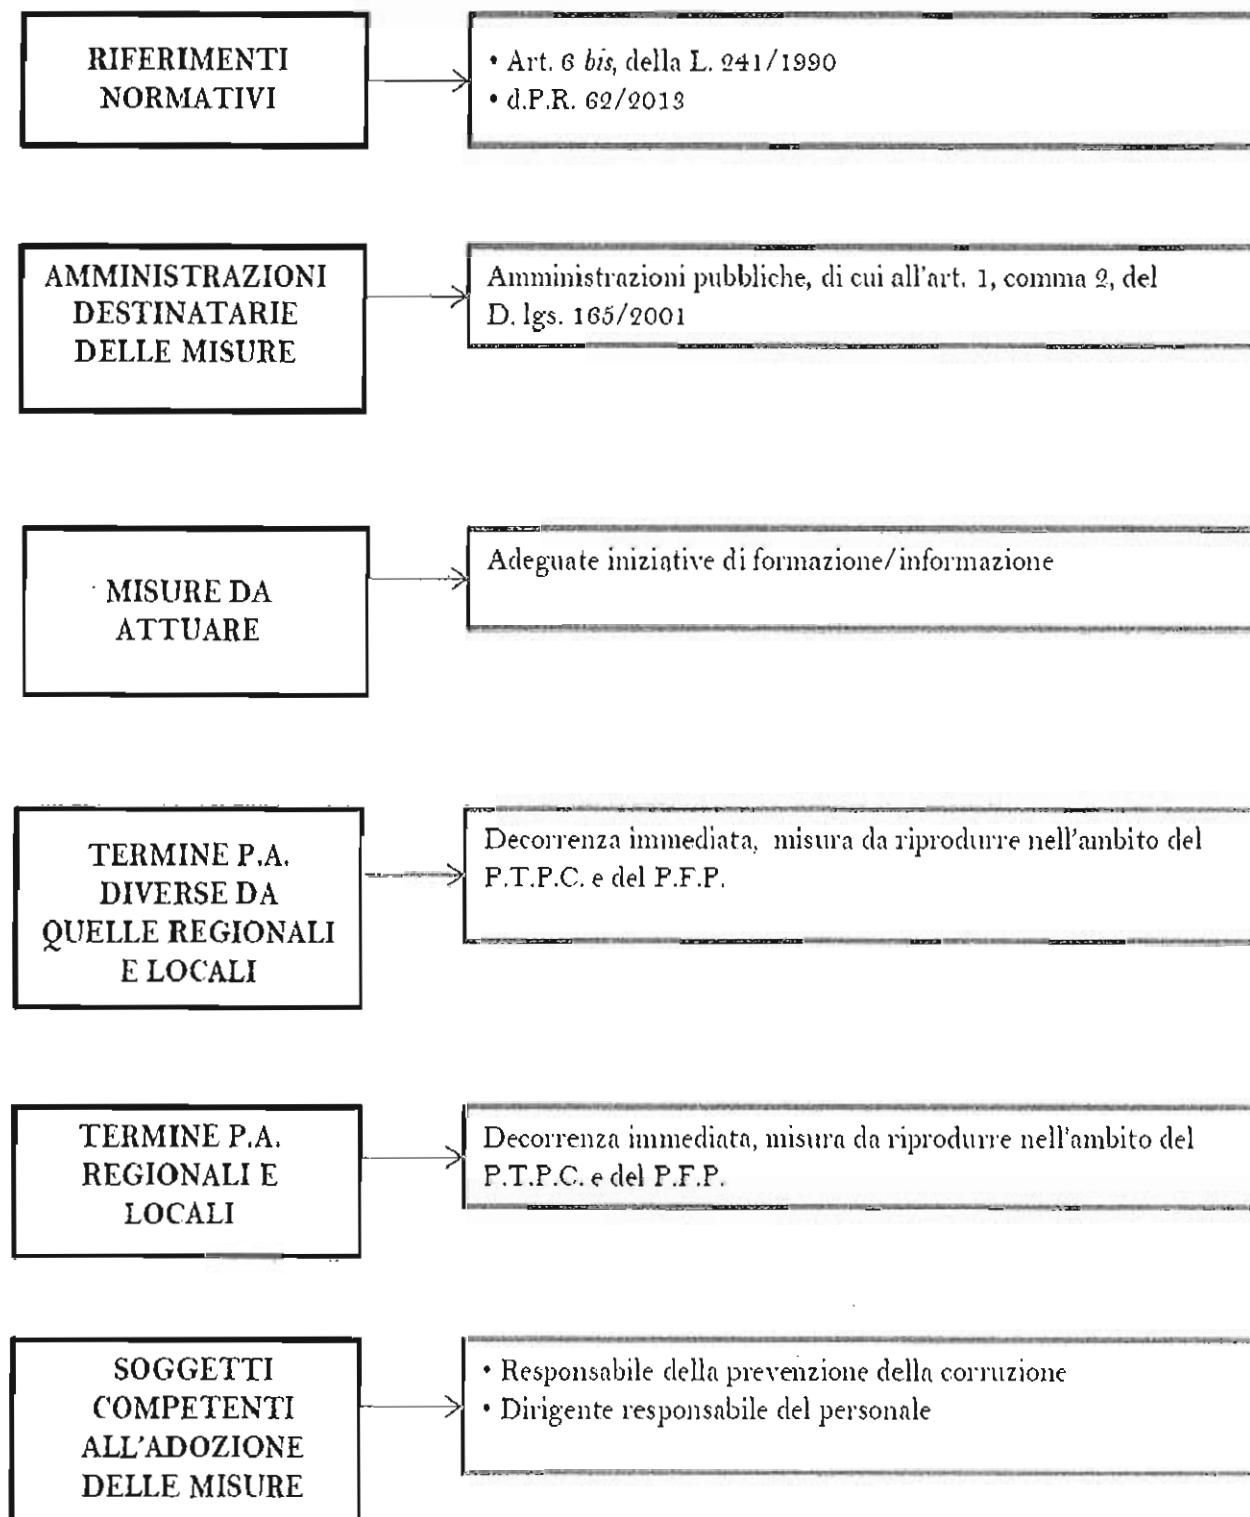 RIFERIMENTI
NORMATIVI
• Art. 6 bis, della L. 241/1990
• d.P.R. 62/2013
AMMINISTRAZIONI
DESTINATARIE
DELLE MISURE
Amministrazioni pubbliche, di cui all'art. 1, comma 2, del
D. lgs. 165/2001
MISURE DA
ATTUARE
Adeguate iniziative di formazione/informazione
TERMINE P.A.
DIVERSE DA
QUELLE REGIONALI
E LOCALI
Decorrenza immediata, misura da riprodurre nell'ambito del
P.T.P.C. e del P.F.P.
TERMINE P.A.
REGIONALI E
LOCALI
Decorrenza immediata, misura da riprodurre nell'ambito del
P.T.P.C. e del P.F.P.
SOGGETTI
COMPETENTI
ALL'ADOZIONE
DELLE MISURE
• Responsabile della prevenzione della corruzione
• Dirigente responsabile del personale